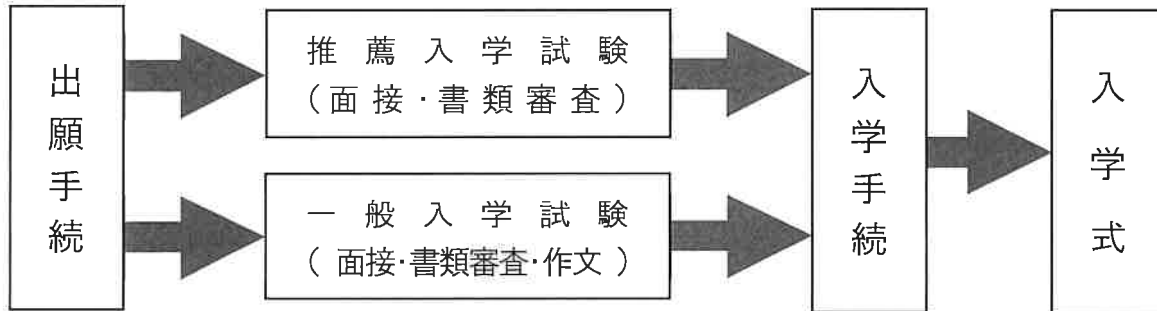 出願手続
推薦入学試験
（面接・書類審査）
一般入学試験
（面接・書類審査・作文）
入学手続
入学式